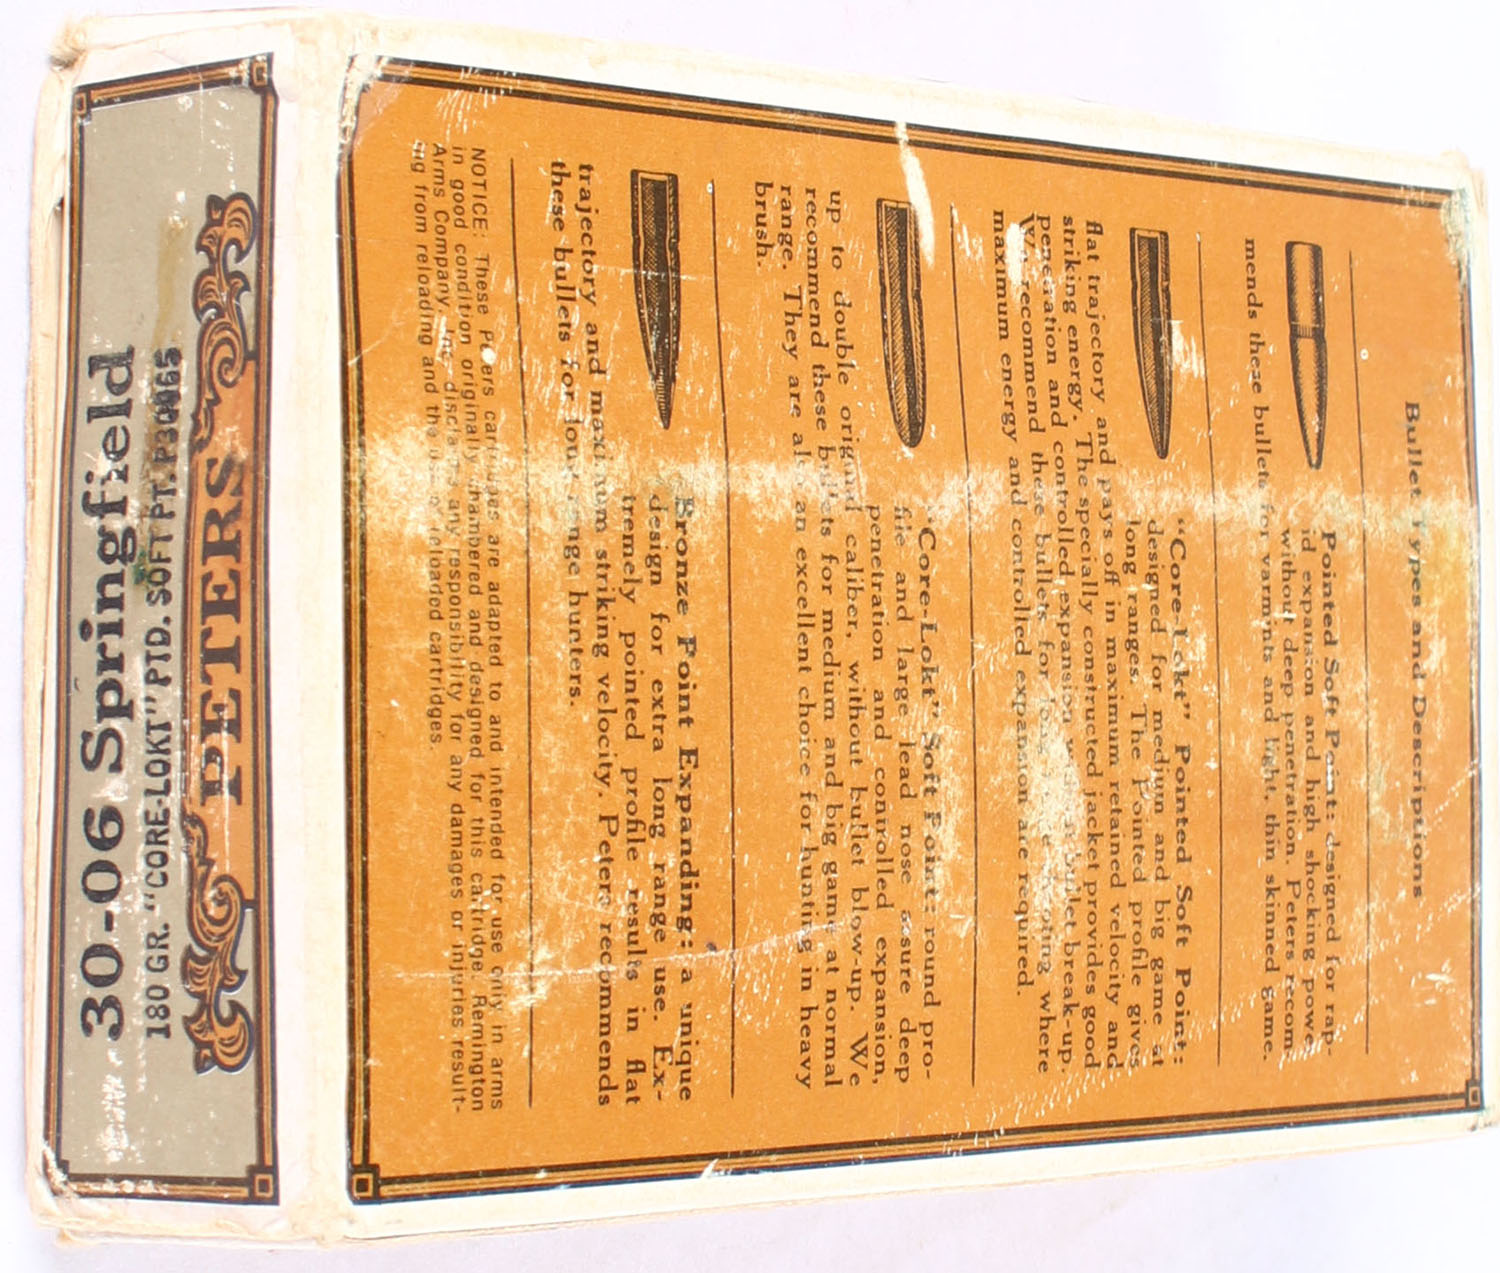 Bullet Types and Descriptions
Pointed Soft Point: designed for rap-
id expansion and high shocking power
without deep penetration. Peters recom-
mends these bullets for varmints and light, thin skinned game.
"Core-Lokt" Pointed Soft Point:
designed for medium and big game at
long ranges. The Pointed profile gives
flat trajectory and pays off in maximum retained velocity and
striking energy. The specially constructed jacket provides good
penetration and controlled expansion without bullet break-up.
We recommend these bullets for long range shooting where
maximum energy and controlled expansion are required.
"Core-Lokt" Soft Point: round pro-
file and large lead nose assure deep
penetration and controlled expansion,
up to double original caliber, without bullet blow-up. We
recommend these bullets for medium and big game at normal
range. They are also an excellent choice for hunting in heavy
brush.
Bronze Point Expanding: a unique
design for extra long range use. Ex-
tremely pointed profile results in flat
trajectory and maximum striking velocity. Peters recommends
these bullets for long range hunters.
NOTICE: These Peters cartridges are adapted to and intended for use only in arms
in good condition originally chambered and designed for this cartridge. Remington
Arms Company, Inc. disclaims any responsibility for any damages or injuries result-
ing from reloading and the use of reloaded cartridges.
PETERS
30-06 Springfield
180 GR. "CORE-LOKT" PTD. SOFT PT. P30065